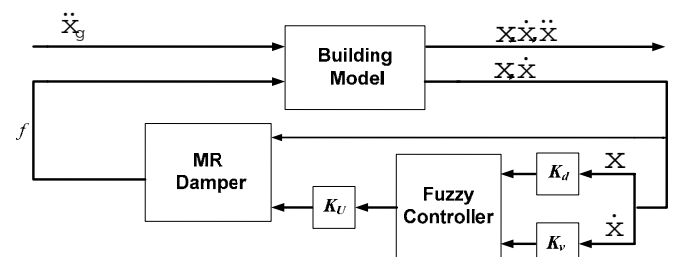 ẍg
x,ẋ,ẍ
Building
Model
x,ẋ
f
MR
Damper
KU
Fuzzy
Controller
Kd
x
Kv
ẋ